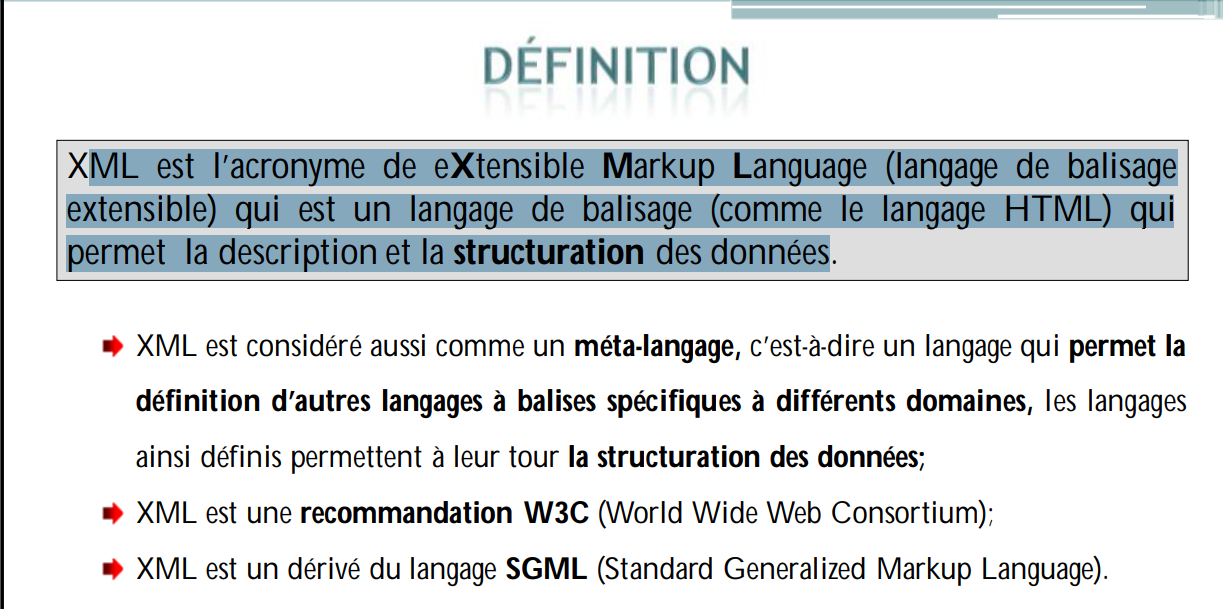 DÉFINITION
XML est l'acronyme de eXtensible Markup Language (langage de balisage
extensible) qui est un langage de balisage (comme le langage HTML) qui
permet la description et la structuration des données.
XML est considéré aussi comme un méta-langage, c'est-à-dire un langage qui permet la
définition d'autres langages à balises spécifiques à différents domaines, les langages
ainsi définis permettent à leur tour la structuration des données;
XML est une recommandation W3C (World Wide Web Consortium);
XML est un dérivé du langage SGML (Standard Generalized Markup Language).